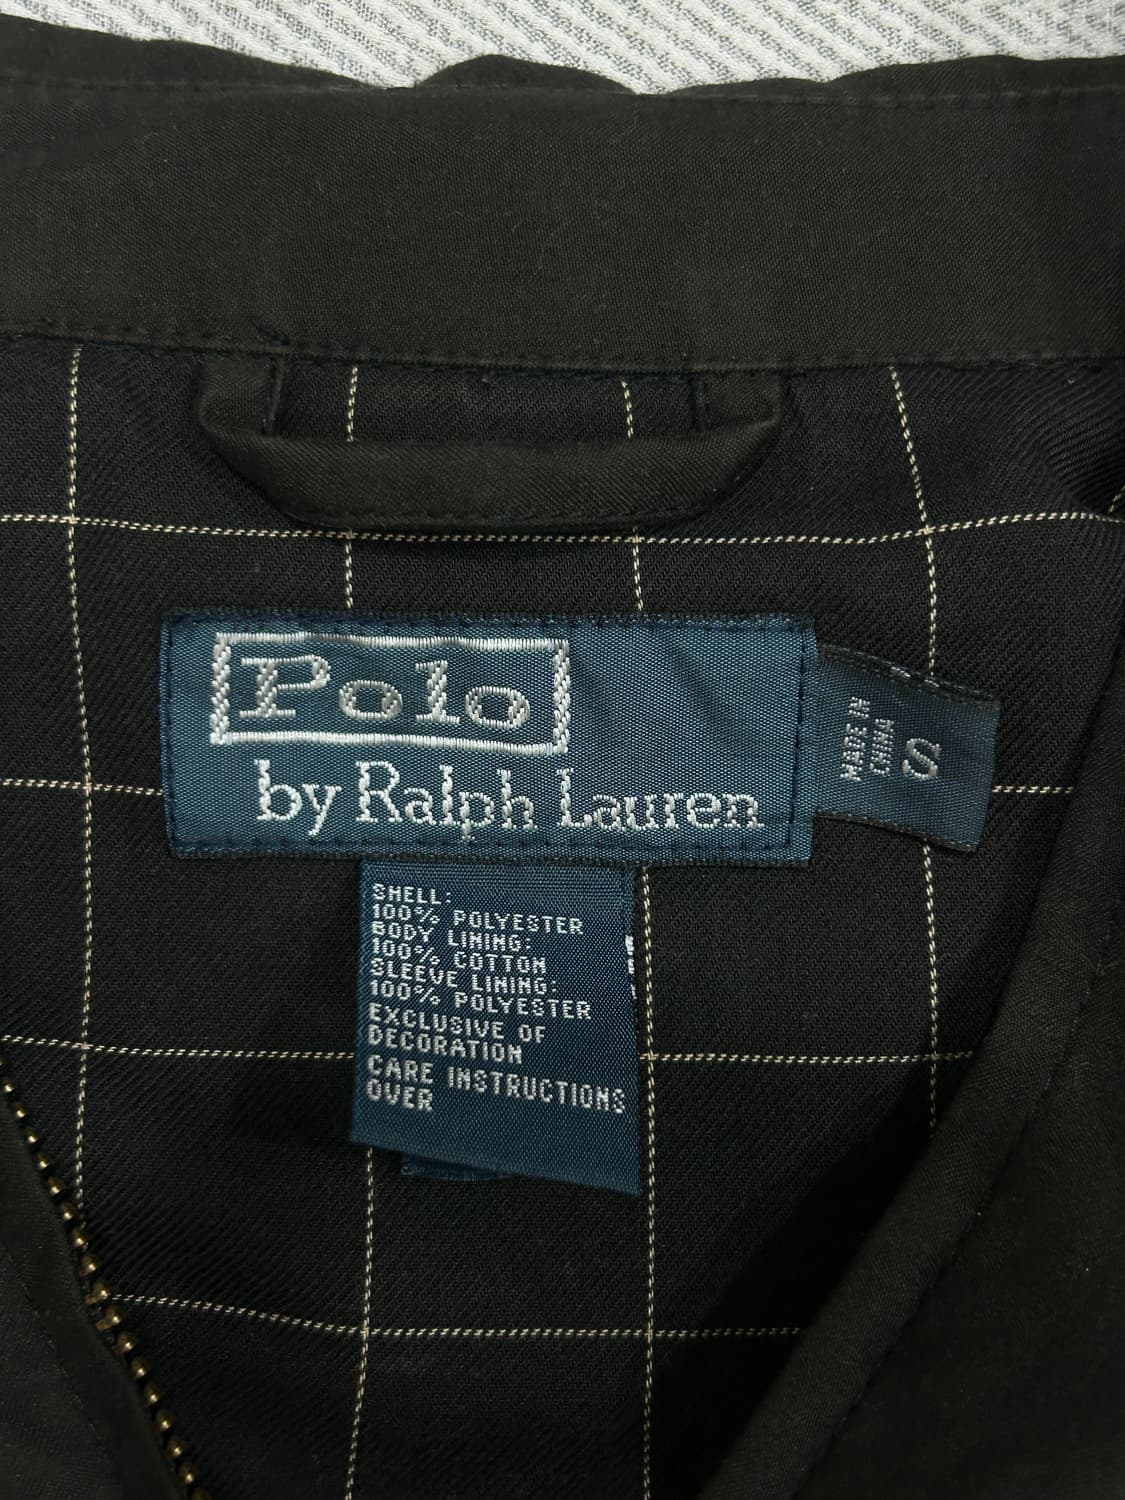 Polo
by Ralph Lauren
MADE IN
CHINA
S
SHELL:
100% POLYESTER
BODY LINING:
100% COTTON
SLEEVE LINING:
100% POLYESTER
EXCLUSIVE OF
DECORATION
CARE INSTRUCTIONS
OVER